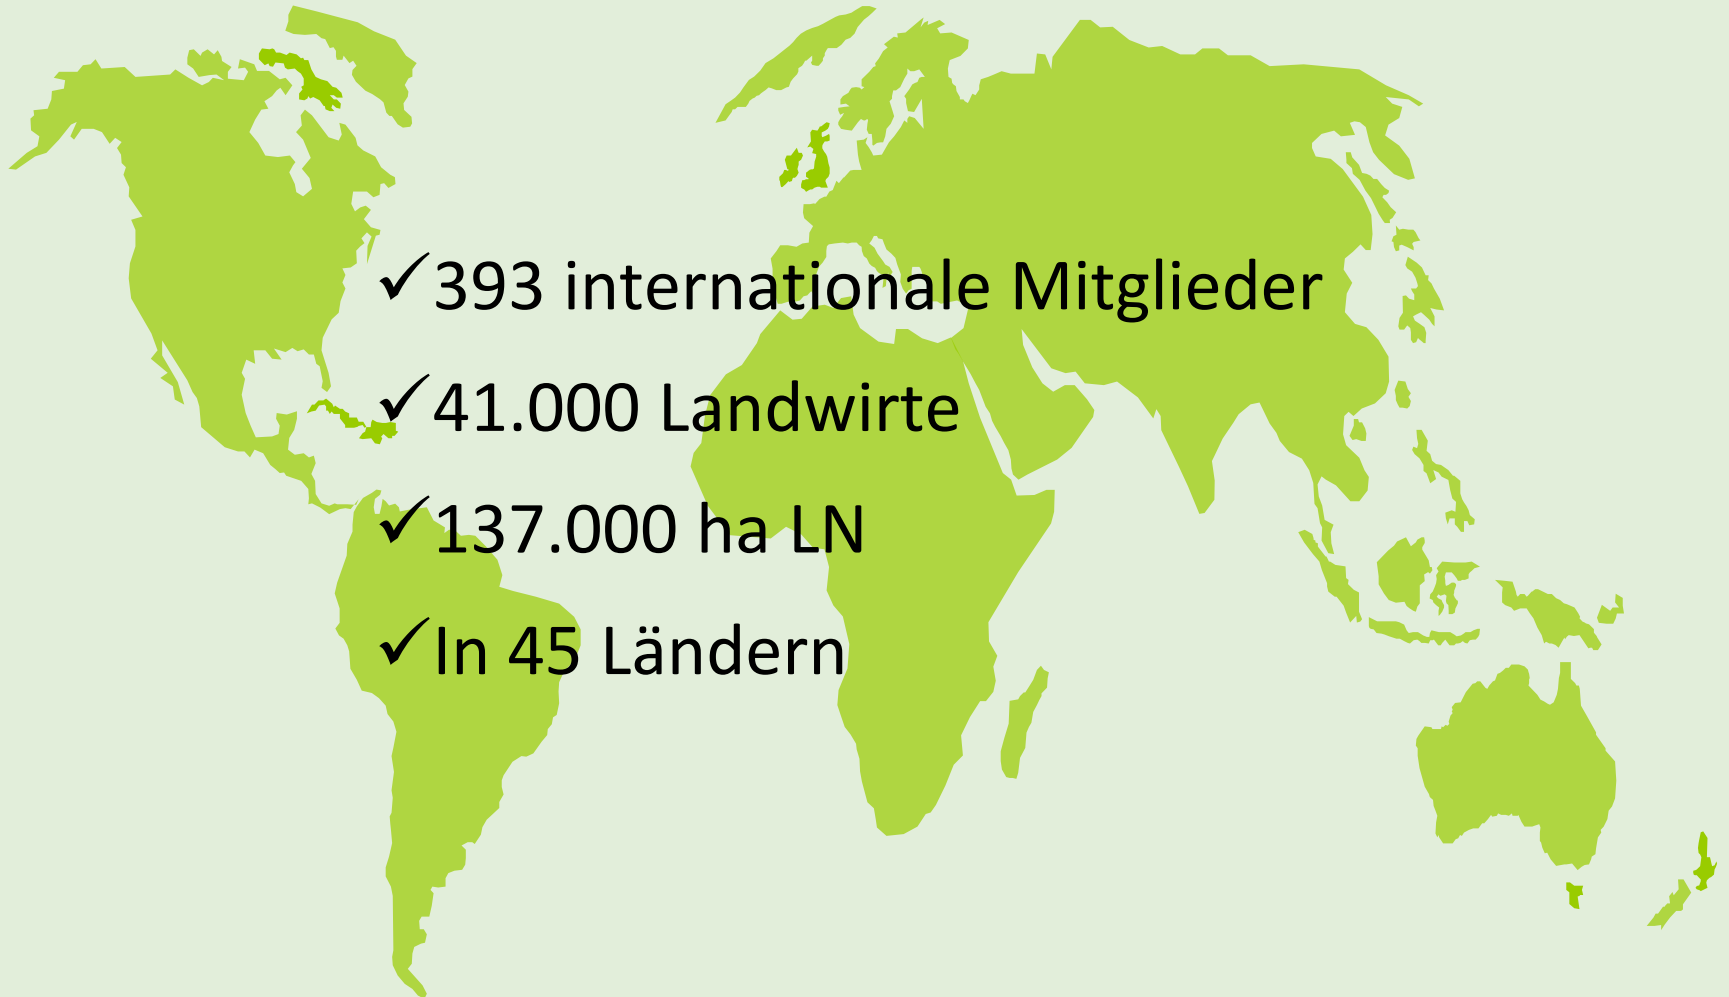 ✓393 internationale Mitglieder
✓41.000 Landwirte
✓137.000 ha LN
✓In 45 Ländern